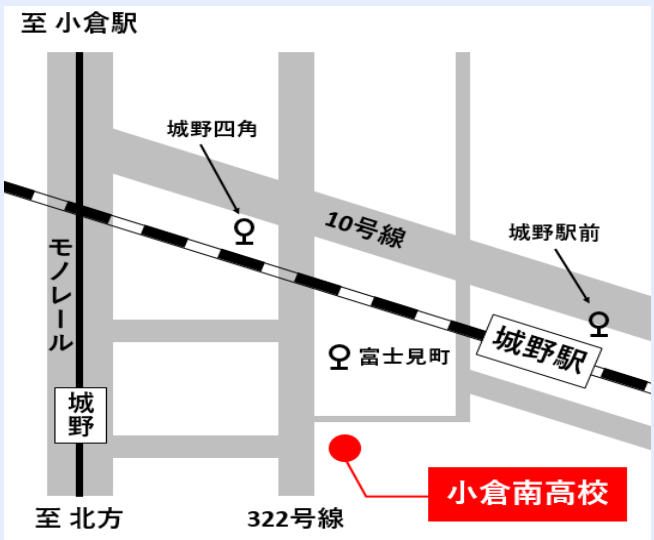 至 小倉駅
城野四角
10号線
城野駅前
モノレール
城野駅
富士見町
城野
小倉南高校
至 北方
322号線